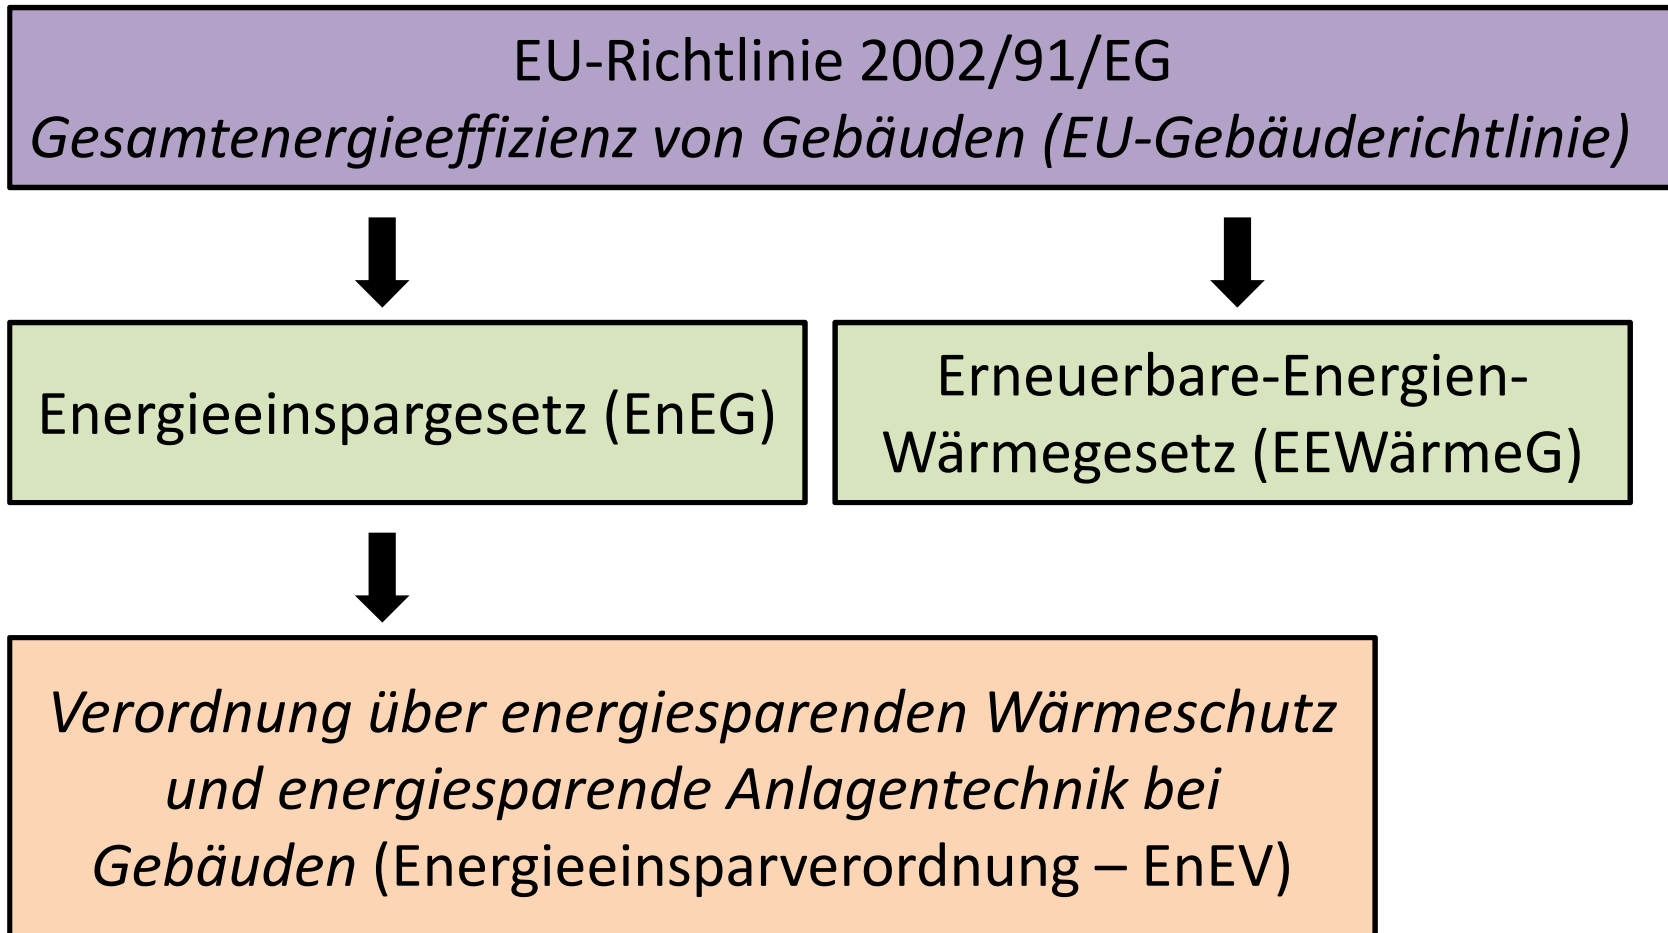 EU-Richtlinie 2002/91/EG
Gesamtenergieeffizienz von Gebäuden (EU-Gebäuderichtlinie)
Energieeinspargesetz (EnEG)
Erneuerbare-Energien-
Wärmegesetz (EEWärmeG)
Verordnung über energiesparenden Wärmeschutz
und energiesparende Anlagentechnik bei
Gebäuden (Energieeinsparverordnung – EnEV)